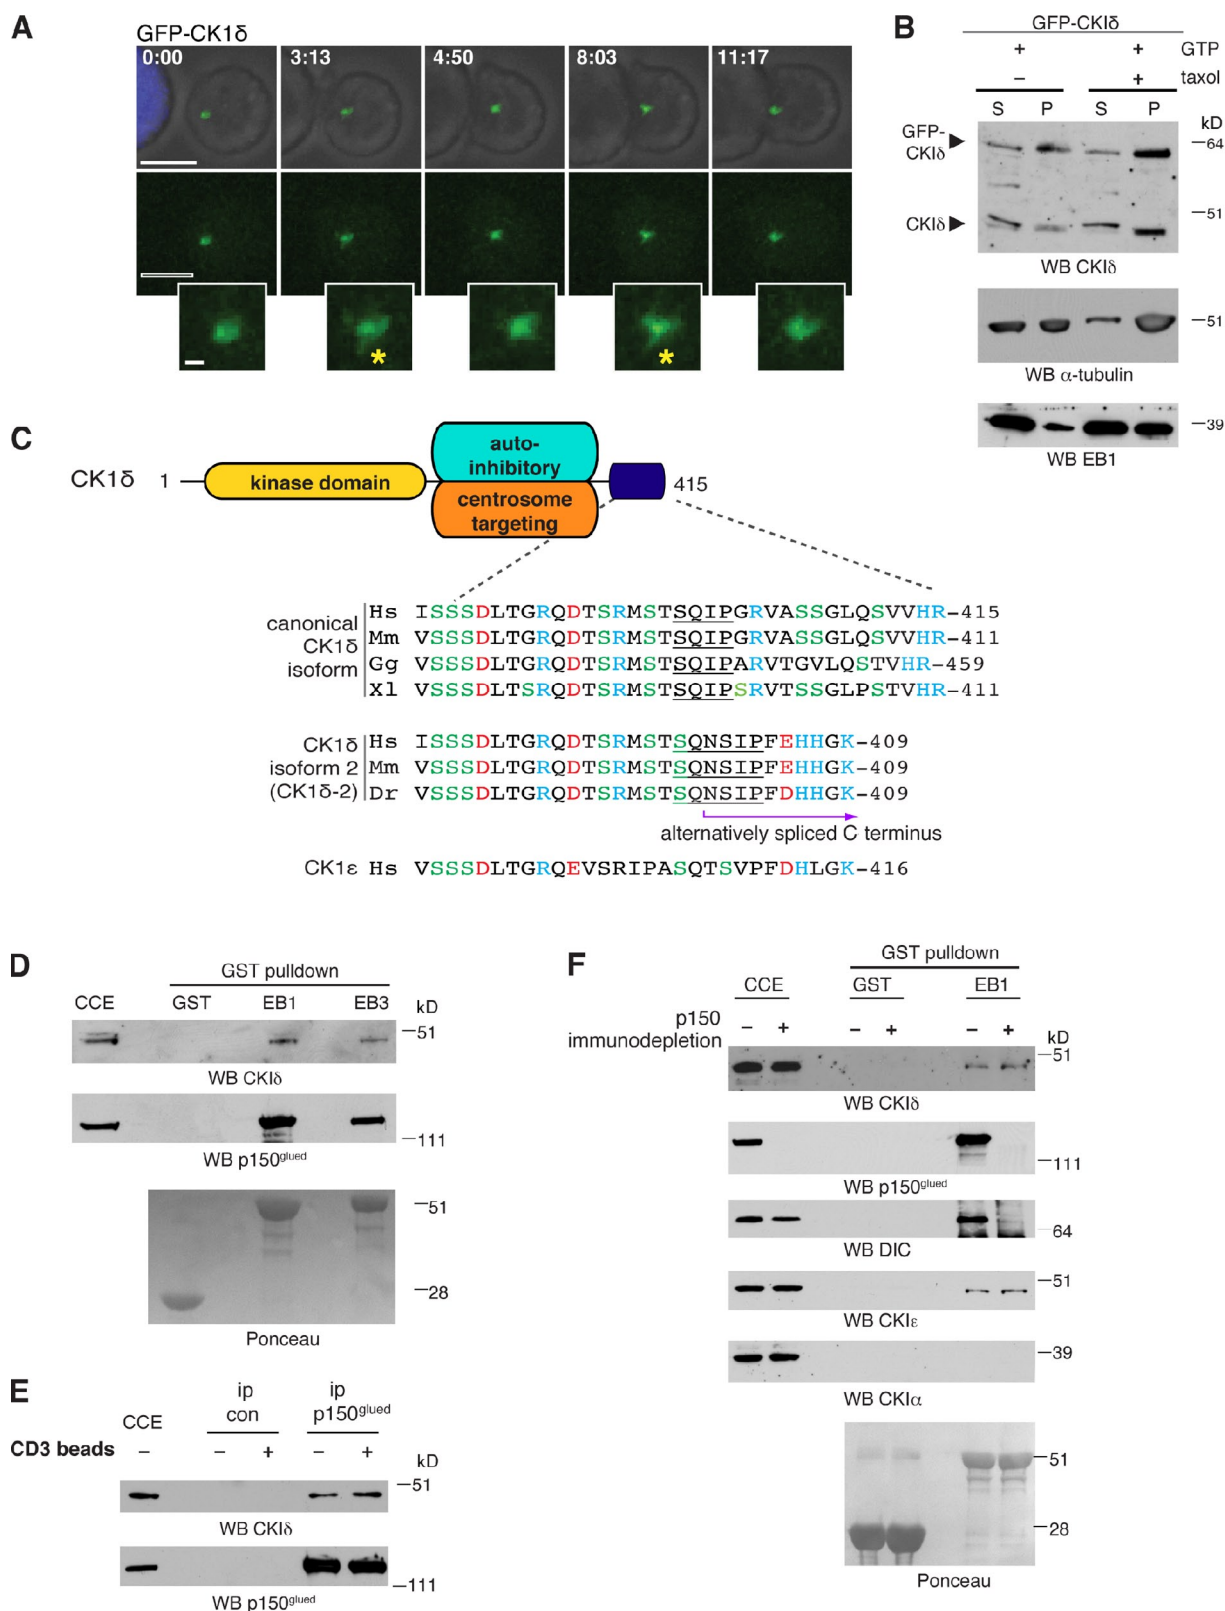 A
GFP-CK1δ
0:00 3:13 4:50 8:03 11:17
*
*
B
GFP-CKIδ
+ + GTP
– + taxol
S P S P
kD
GFP-
CKIδ
64
51
CKIδ
WB CKIδ
51
WB α-tubulin
39
WB EB1
C
CK1δ 1 kinase domain auto-
inhibitory
centrosome
targeting
415
canonical
CK1δ
isoform
Hs ISSSDLTGRQDTSRMSTSQIPGRVASSGLQSVVHR-415
Mm VSSSDLTGRQDTSRMSTSQIPGRVASSGLQSVVHR-411
Gg VSSSDLTGRQDTSRMSTSQIPARVTGVLQSTVHR-459
Xl VSSSDLTSRQDTSRMSTSQIPSRVTSSGLPSTVHR-411
CK1δ
isoform 2
(CK1δ-2)
Hs ISSSDLTGRQDTSRMSTSQNSIPFEHHGK-409
Mm VSSSDLTGRQDTSRMSTSQNSIPFEHHGK-409
Dr VSSSDLTGRQDTSRMSTSQNSIPFDHHGK-409
alternatively spliced C terminus
CK1ε Hs VSSSDLTGRQEVSRIPASQTSVPFDHLGK-416
D
GST pulldown
CCE GST EB1 EB3 kD
51
WB CKIδ
111
WB p150glued
51
28
Ponceau
E
ip
con
ip
p150glued
CCE
CD3 beads – – + – +
kD
51
WB CKIδ
111
WB p150glued
F
GST pulldown
CCE GST EB1
p150
immunodepletion
– + – + – +
kD
51
WB CKIδ
111
WB p150glued
64
WB DIC
51
WB CKIε
39
WB CKIα
51
28
Ponceau